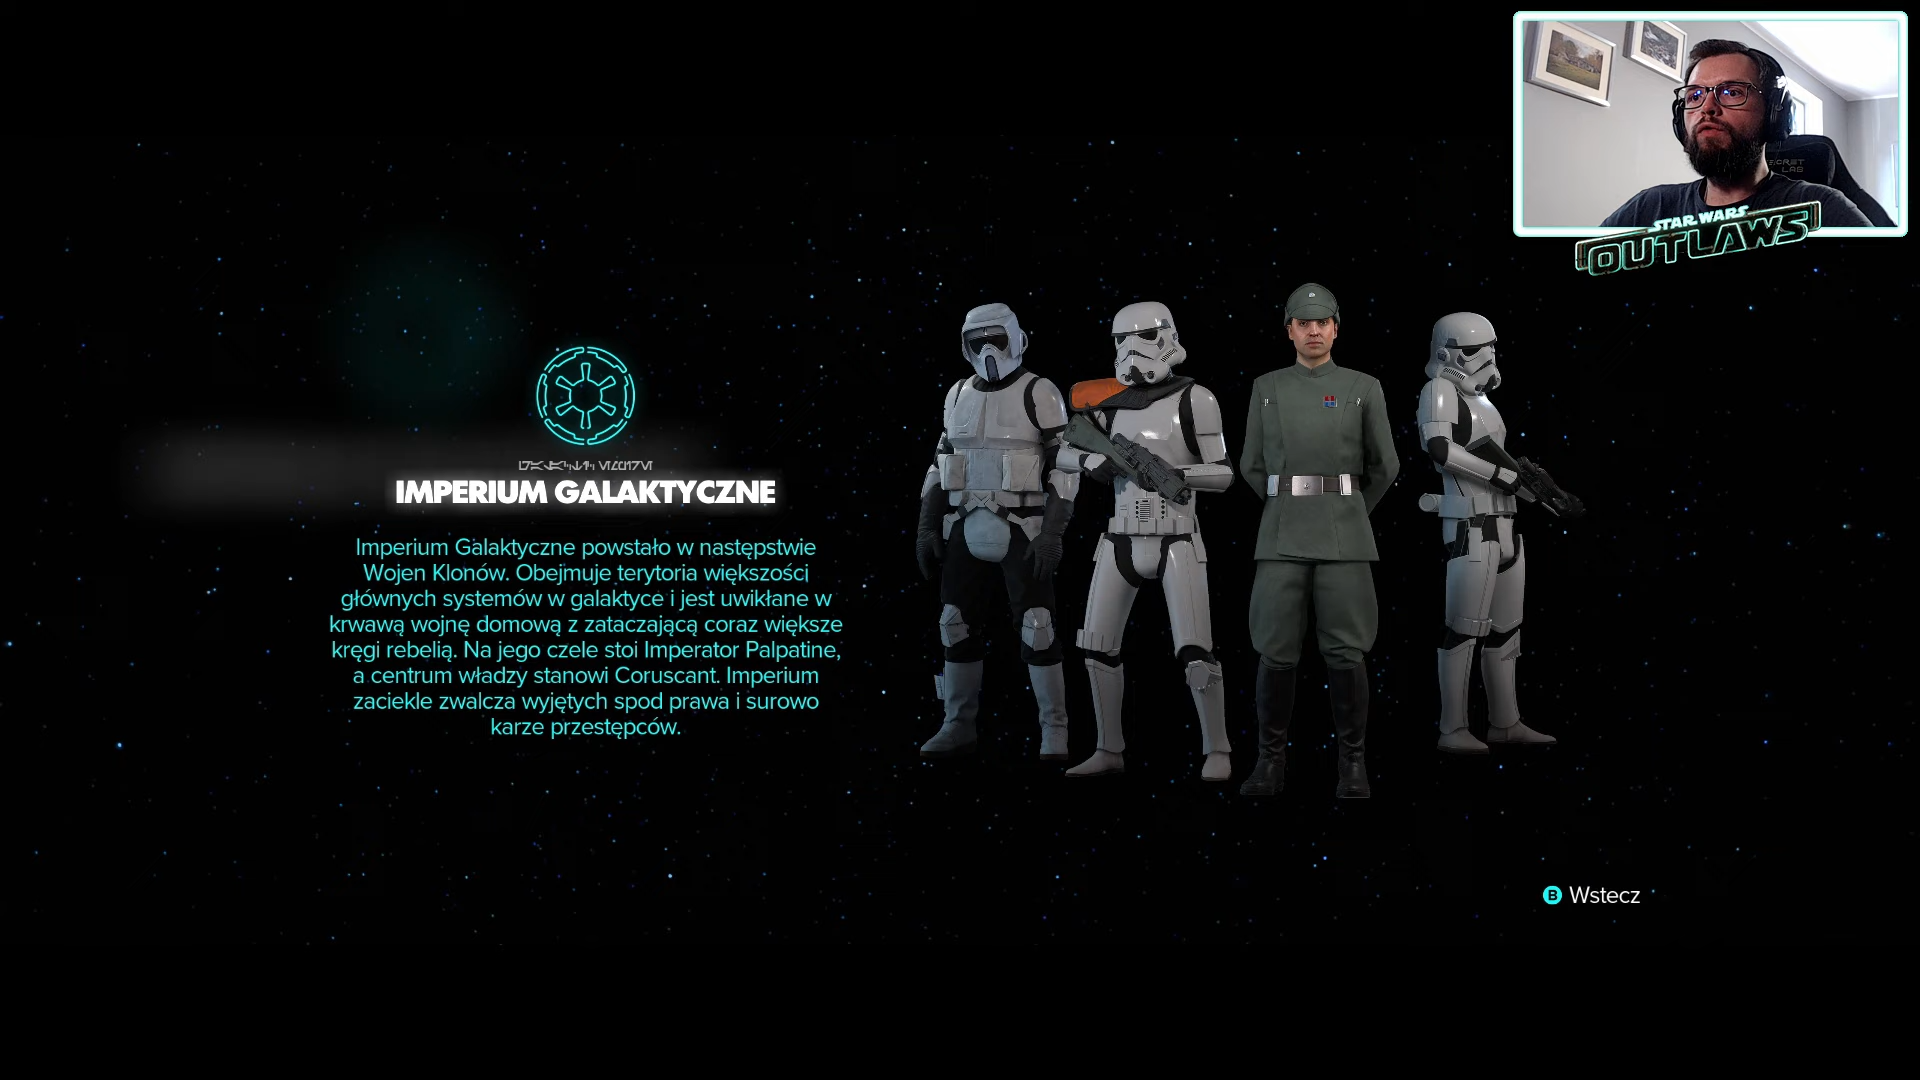 STAR WARS
OUTLAWS
IMPERIUM GALAKTYCZNE
Imperium Galaktyczne powstało w następstwie
Wojen Klonów. Obejmuje terytoria większości
głównych systemów w galaktyce i jest uwikłane w
krwawą wojnę domową z zataczającą coraz większe
kręgi rebelią. Na jego czele stoi Imperator Palpatine,
a centrum władzy stanowi Coruscant. Imperium
zaciekle zwalcza wyjętych spod prawa i surowo
karze przestępców.
B Wstecz